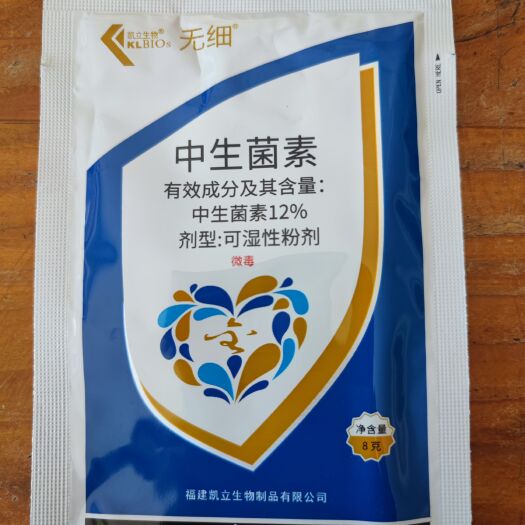 凯立生物®
KLBIOs
无细®
OPEN HERE
中生菌素
有效成分及其含量：
中生菌素12%
剂型:可湿性粉剂
微毒
净含量
8克
福建凯立生物制品有限公司